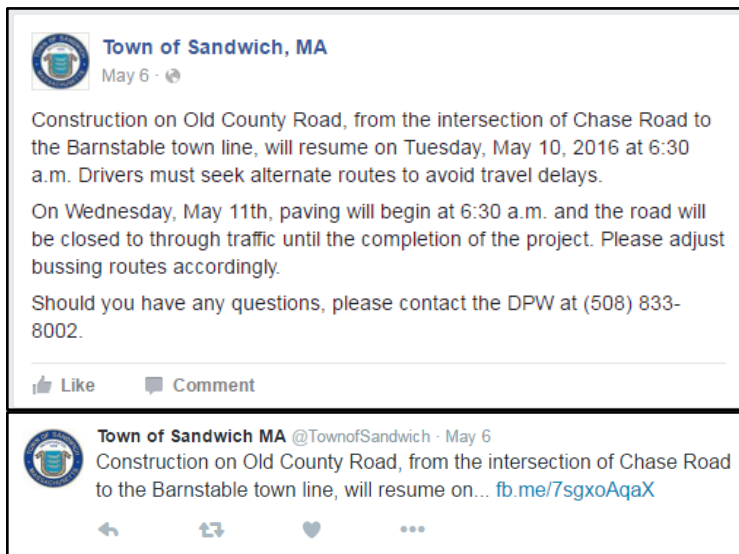 Town of Sandwich, MA
May 6 ·
Construction on Old County Road, from the intersection of Chase Road to
the Barnstable town line, will resume on Tuesday, May 10, 2016 at 6:30
a.m. Drivers must seek alternate routes to avoid travel delays.
On Wednesday, May 11th, paving will begin at 6:30 a.m. and the road will
be closed to through traffic until the completion of the project. Please adjust
bussing routes accordingly.
Should you have any questions, please contact the DPW at (508) 833-
8002.
Like Comment
Town of Sandwich MA @TownofSandwich · May 6
Construction on Old County Road, from the intersection of Chase Road
to the Barnstable town line, will resume on... fb.me/7sgxoAqaX